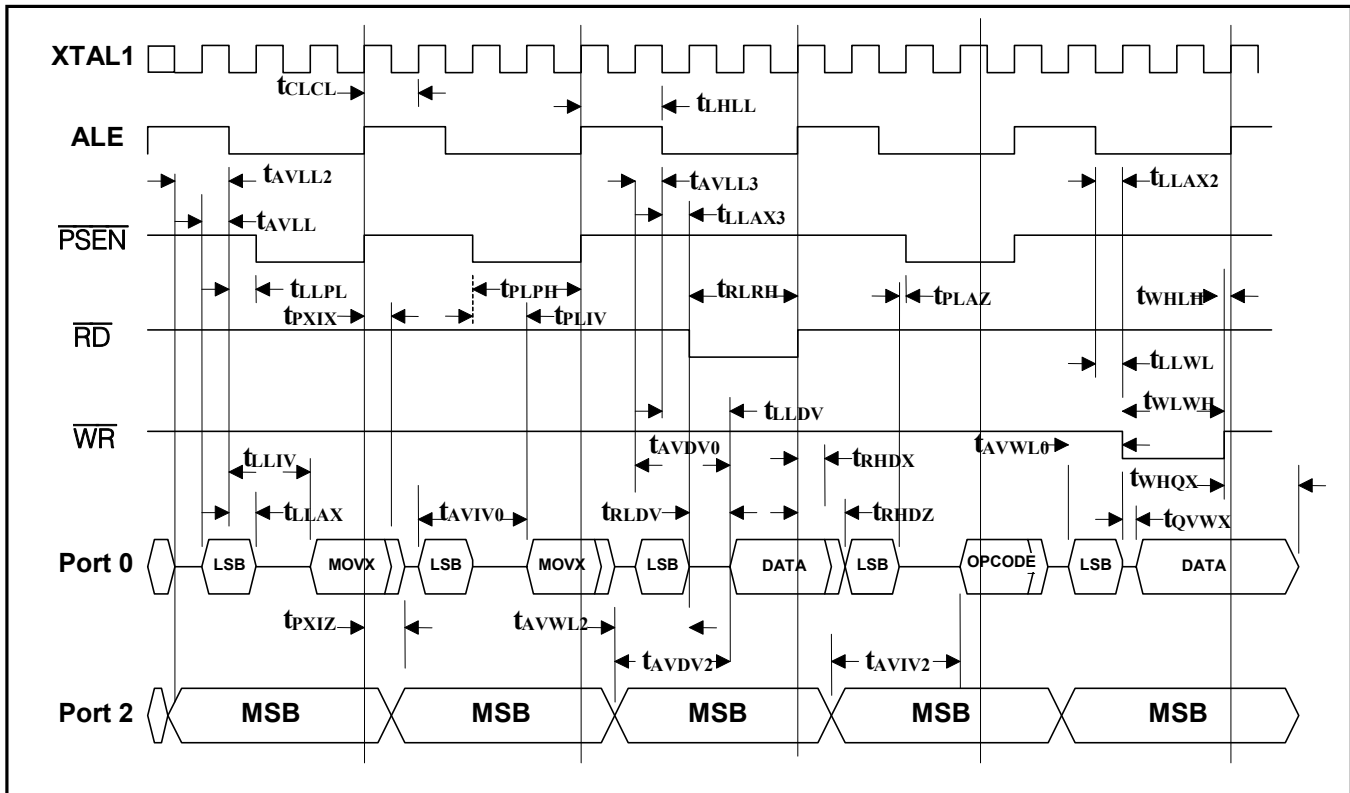 XTAL1
tCLCL
tLHLL
ALE
tAVLL2
tAVLL3
tLLAX2
tAVLL
tLLAX3
PSEN
tLLPL
tPLPH
tRLRH
tPLAZ
tWHLH
tPXIX
tPLIV
RD
tLLWL
tLLDV
tWLWH
WR
tAVDV0
tAVWL0
tLLIV
tRHDX
tWHQX
tLLAX
tAVIV0
tRLDV
tRHDZ
tQVWX
Port 0
LSB
MOVX
LSB
MOVX
LSB
DATA
LSB
OPCODE
LSB
DATA
tPXIZ
tAVWL2
tAVDV2
tAVIV2
Port 2
MSB
MSB
MSB
MSB
MSB